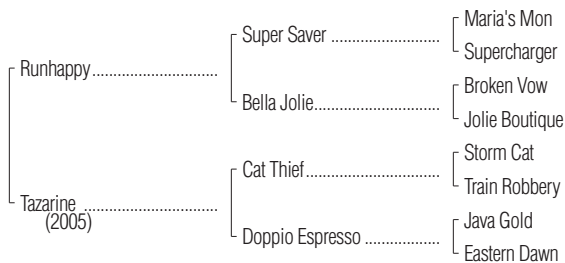 Maria's Mon
Super Saver ...........................
Supercharger
Runhappy...............................
Broken Vow
Bella Jolie...............................
Jolie Boutique
Storm Cat
Cat Thief.................................
Train Robbery
Tazarine .................................
(2005)
Java Gold
Doppio Espresso ..................
Eastern Dawn